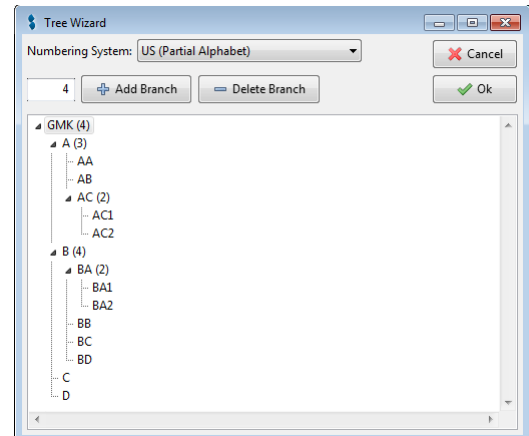 Tree Wizard
Numbering System: US (Partial Alphabet) Cancel
4 Add Branch Delete Branch Ok
GMK (4)
A (3)
AA
AB
AC (2)
AC1
AC2
B (4)
BA (2)
BA1
BA2
BB
BC
BD
C
D